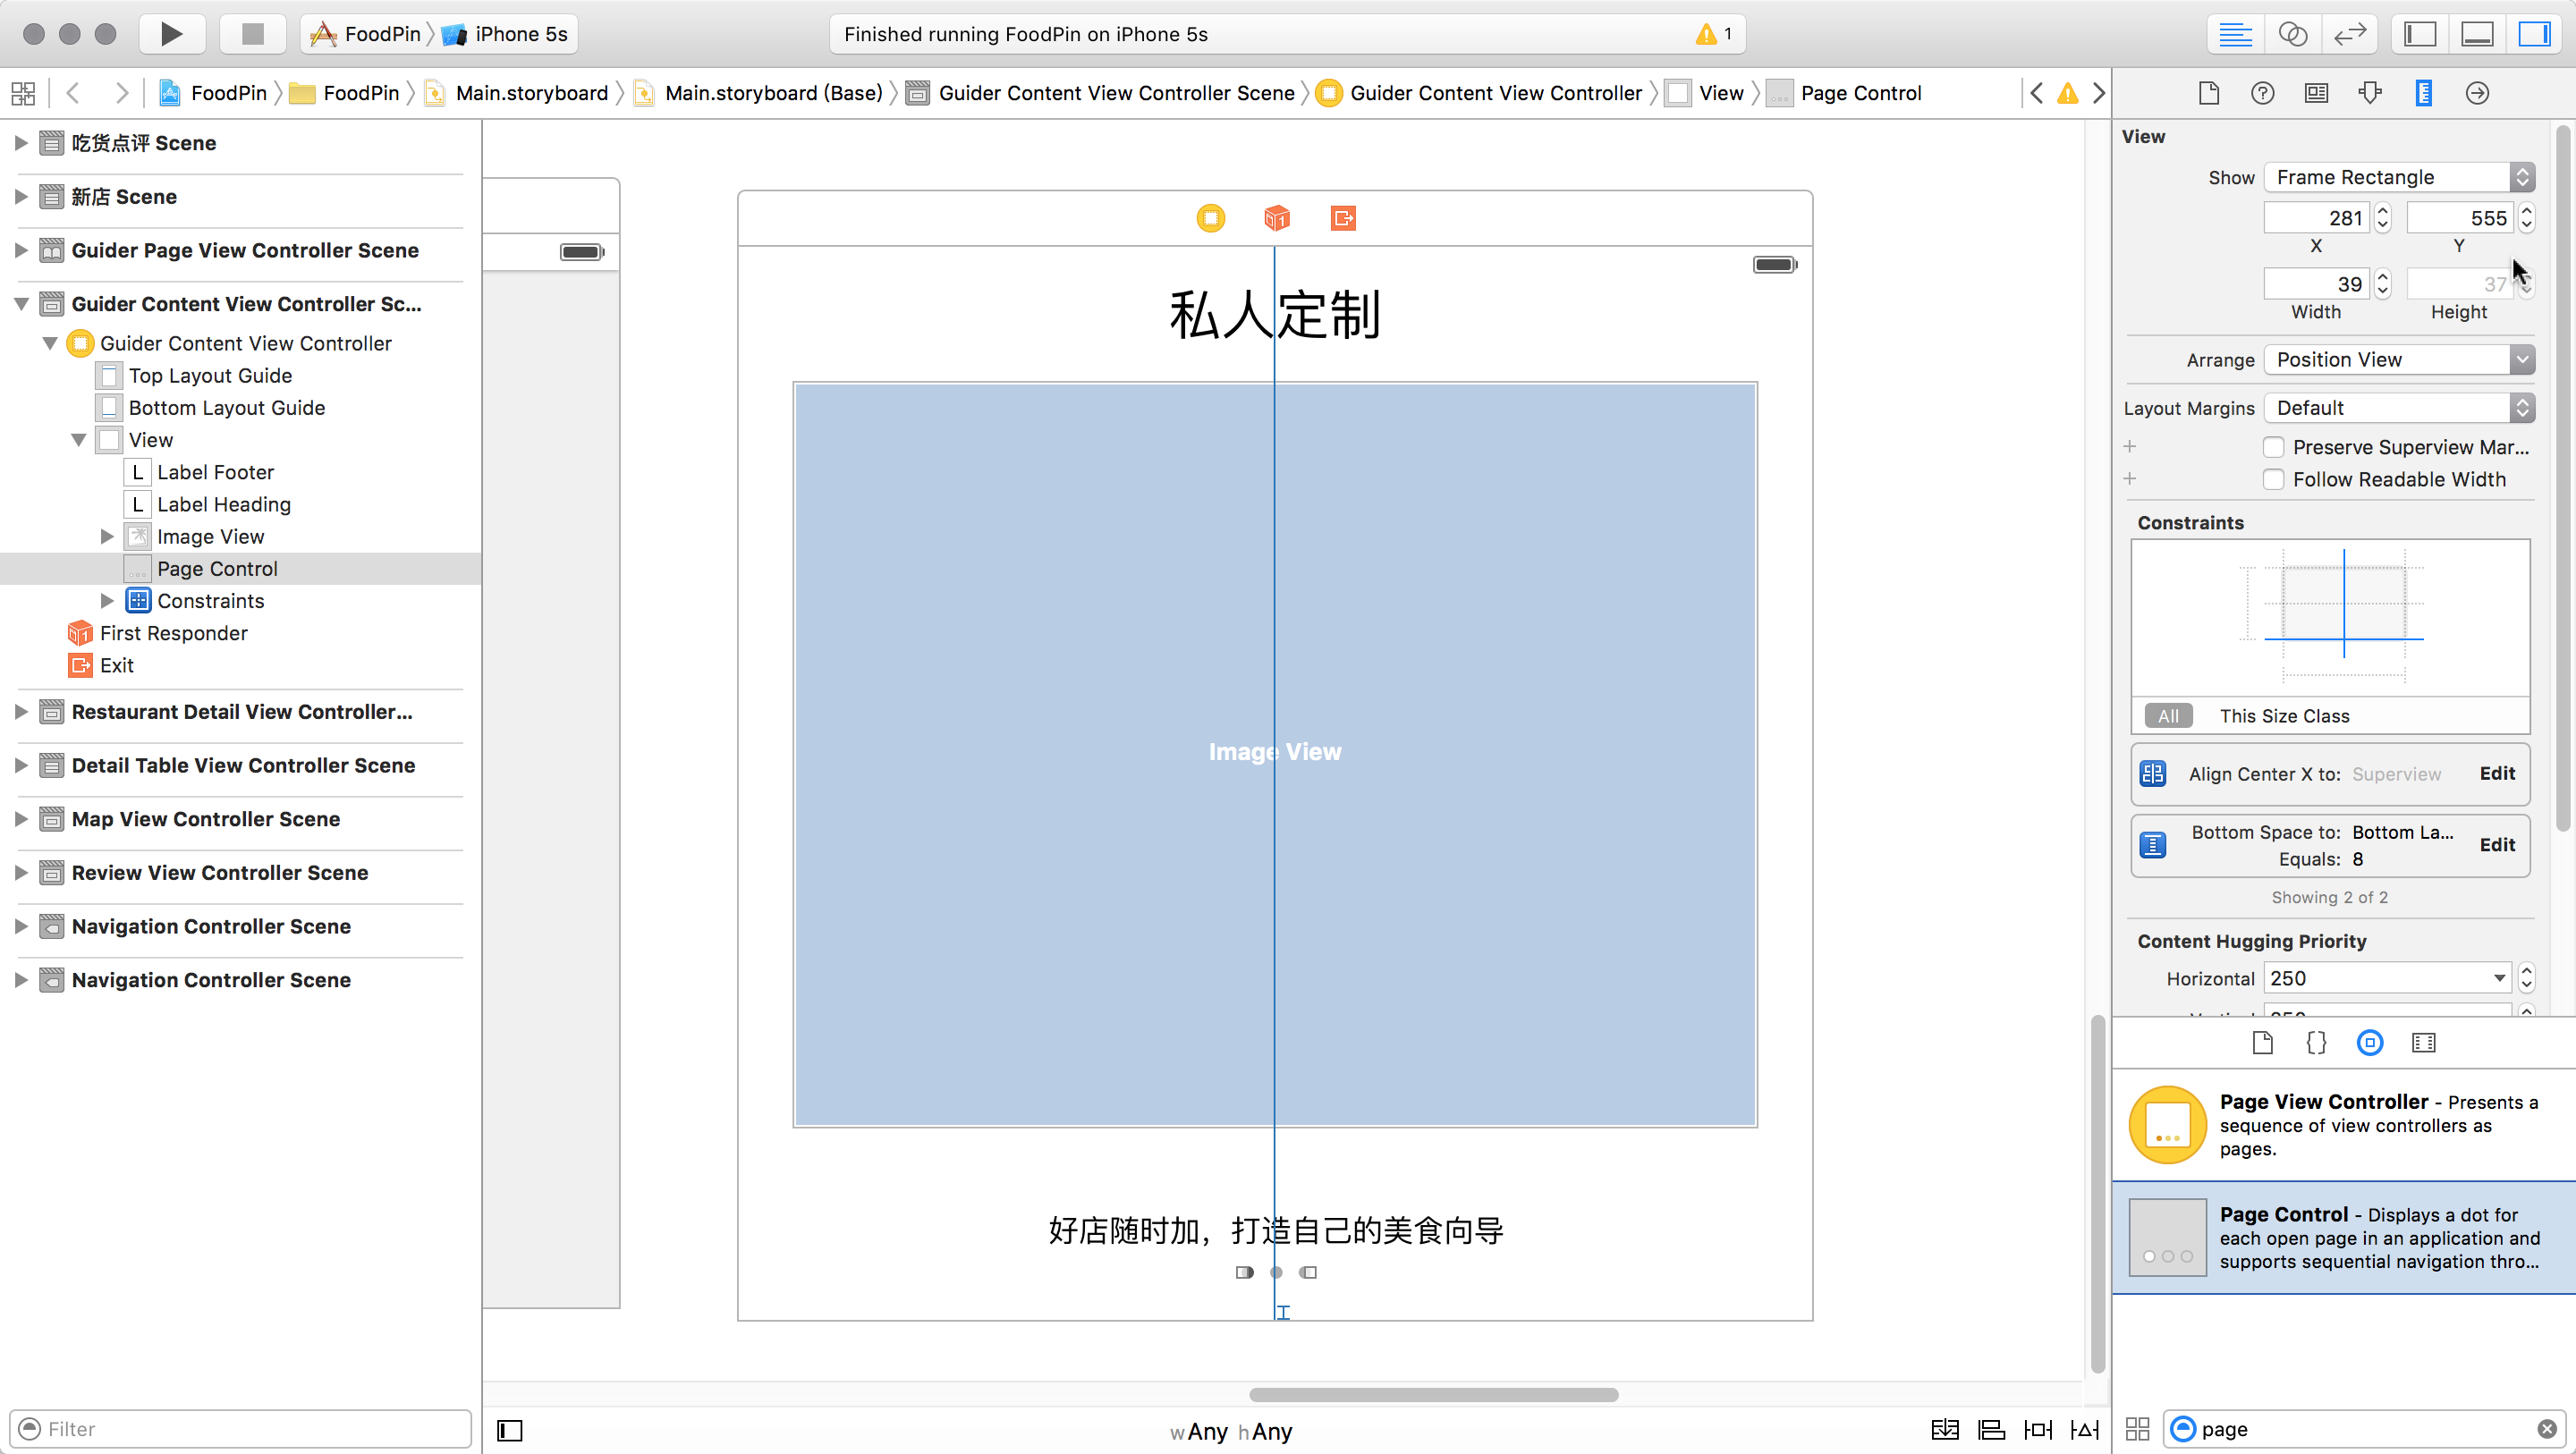 FoodPin iPhone 5s
Finished running FoodPin on iPhone 5s
1
FoodPin FoodPin Main.storyboard Main.storyboard (Base) Guider Content View Controller Scene Guider Content View Controller View Page Control
吃货点评 Scene
新店 Scene
Guider Page View Controller Scene
Guider Content View Controller Sc...
Guider Content View Controller
Top Layout Guide
Bottom Layout Guide
View
L Label Footer
L Label Heading
Image View
Page Control
Constraints
First Responder
Exit
Restaurant Detail View Controller...
Detail Table View Controller Scene
Map View Controller Scene
Review View Controller Scene
Navigation Controller Scene
Navigation Controller Scene
Filter
私人定制
Image View
好店随时加，打造自己的美食向导
wAny hAny
View
Show Frame Rectangle
281 555
X Y
39 37
Width Height
Arrange Position View
Layout Margins Default
Preserve Superview Mar...
Follow Readable Width
Constraints
All This Size Class
Align Center X to: Superview Edit
Bottom Space to: Bottom La...
Equals: 8
Edit
Showing 2 of 2
Content Hugging Priority
Horizontal 250
Page View Controller - Presents a
sequence of view controllers as
pages.
Page Control - Displays a dot for
each open page in an application and
supports sequential navigation thro...
page